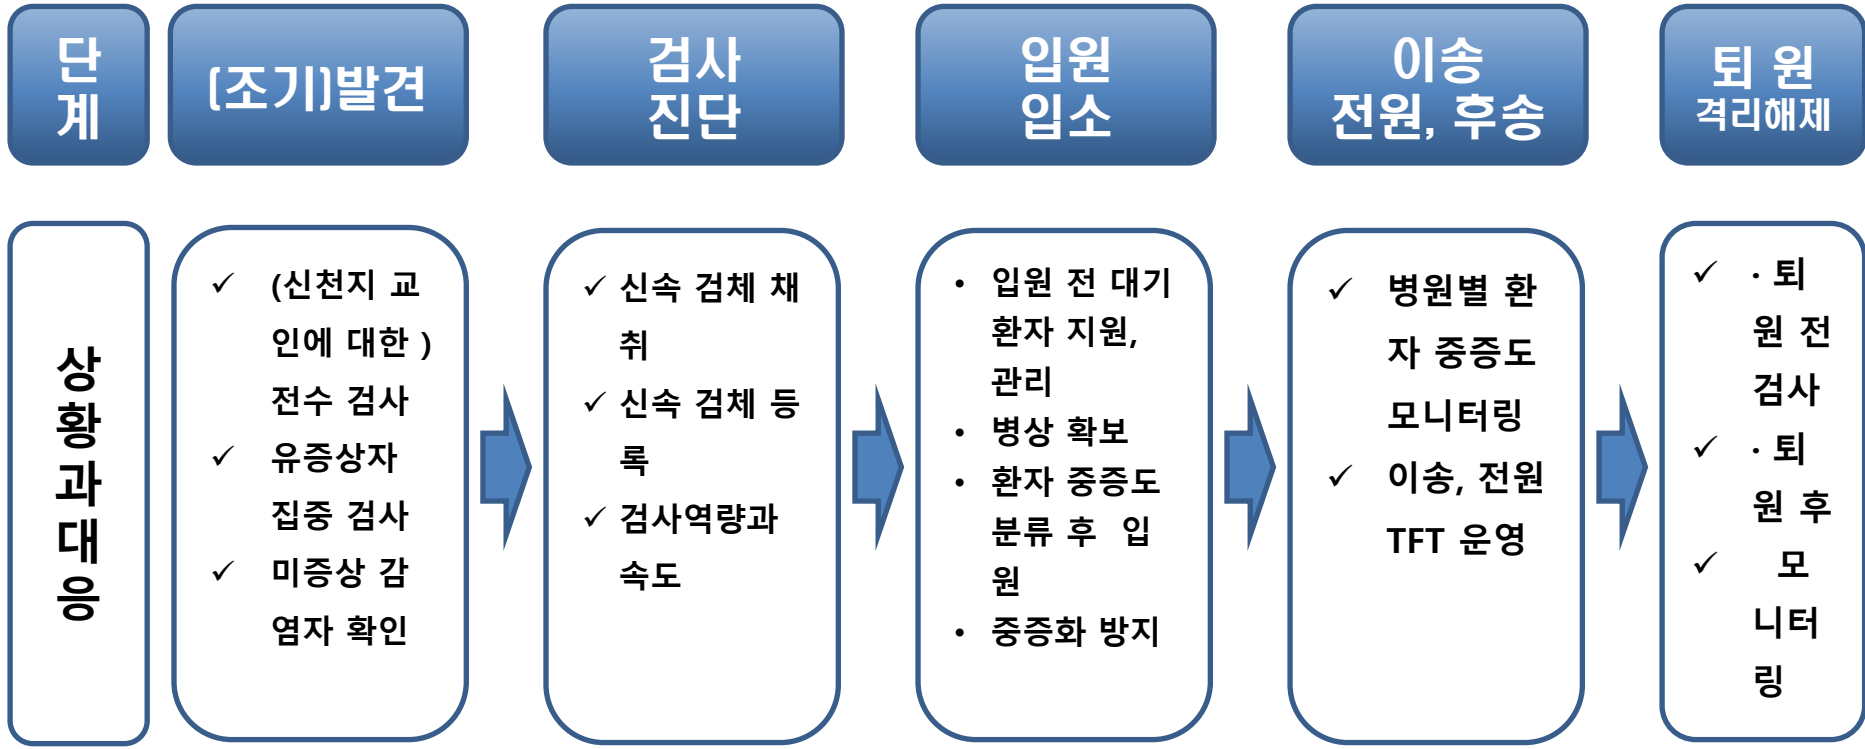 단
계
(조기)발견
검사
진단
입원
입소
이송
전원, 후송
퇴 원
격리해제
상
황
과
대
응
✓ (신천지 교
인에 대한 )
전수 검사
✓ 유증상자
집중 검사
✓ 미증상 감
염자 확인
✓ 신속 검체 채
취
✓ 신속 검체 등
록
✓ 검사역량과
속도
• 입원 전 대기
환자 지원,
관리
• 병상 확보
• 환자 중증도
분류 후 입
원
• 중증화 방지
✓ 병원별 환
자 중증도
모니터링
✓ 이송, 전원
TFT 운영
✓ · 퇴
원 전
검사
✓ · 퇴
원 후
✓ 모
니터
링